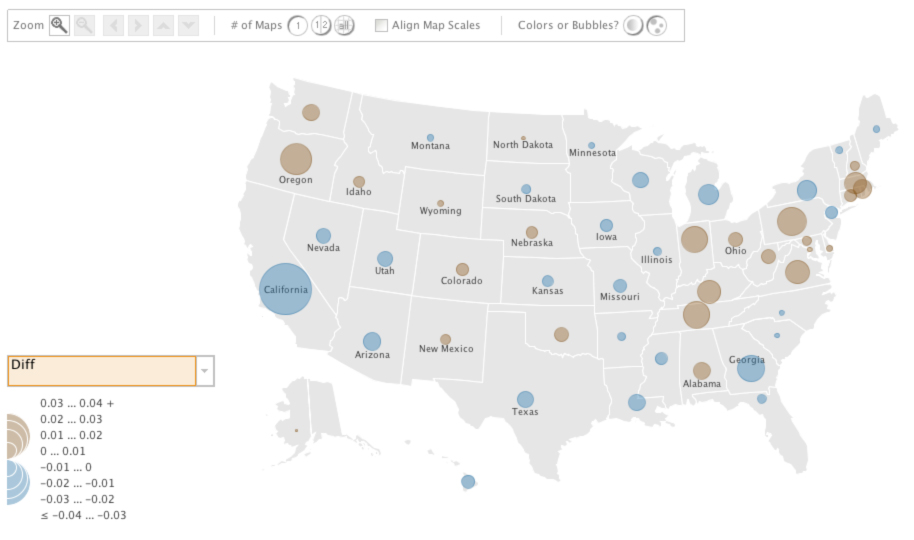 Zoom # of Maps 1 1 2 all Align Map Scales Colors or Bubbles?
Montana
North Dakota
Minnesota
Oregon
Idaho
South Dakota
Wyoming
Nebraska
Iowa
Nevada
Ohio
Illinois
Utah
Colorado
California
Kansas
Missouri
Arizona
New Mexico
Georgia
Alabama
Texas
Diff
0.03 ... 0.04 +
0.02 ... 0.03
0.01 ... 0.02
0 ... 0.01
−0.01 ... 0
−0.02 ... −0.01
−0.03 ... −0.02
≤ −0.04 ... −0.03